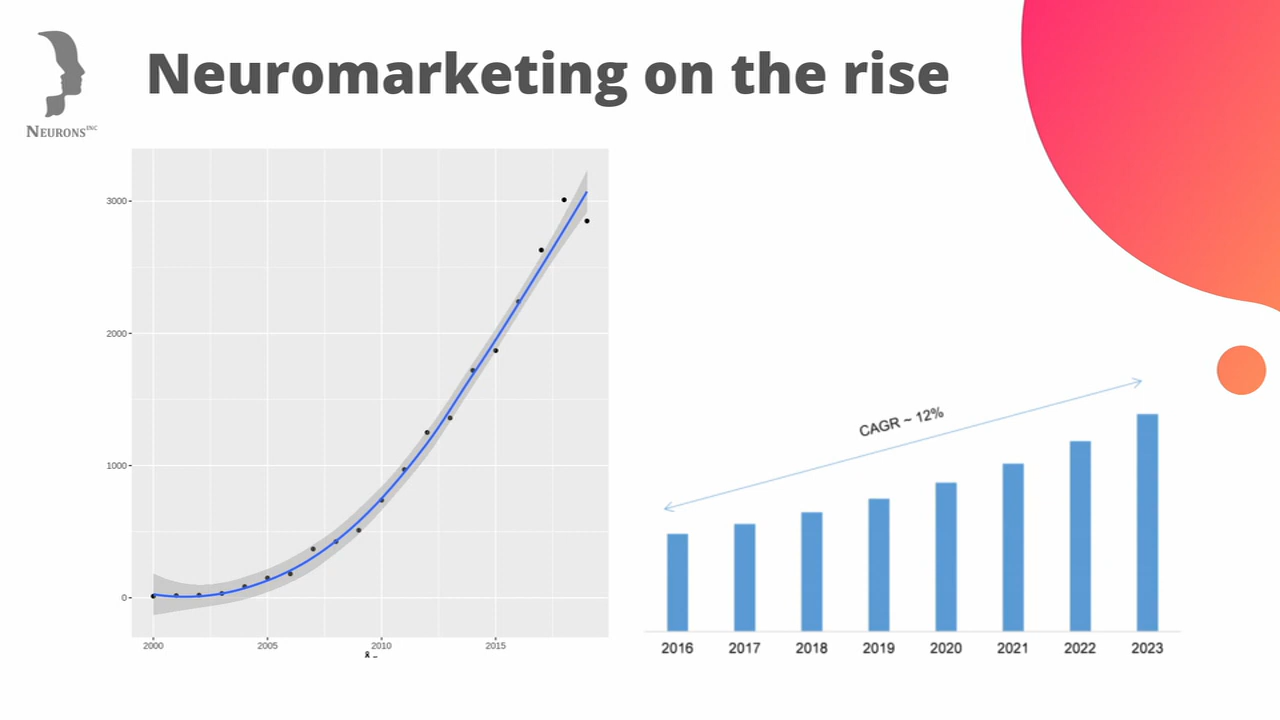 Neuromarketing on the rise
NEURONS INC
3000
2000
1000
0
2000 2005 2010 2015
CAGR ~ 12%
2016 2017 2018 2019 2020 2021 2022 2023